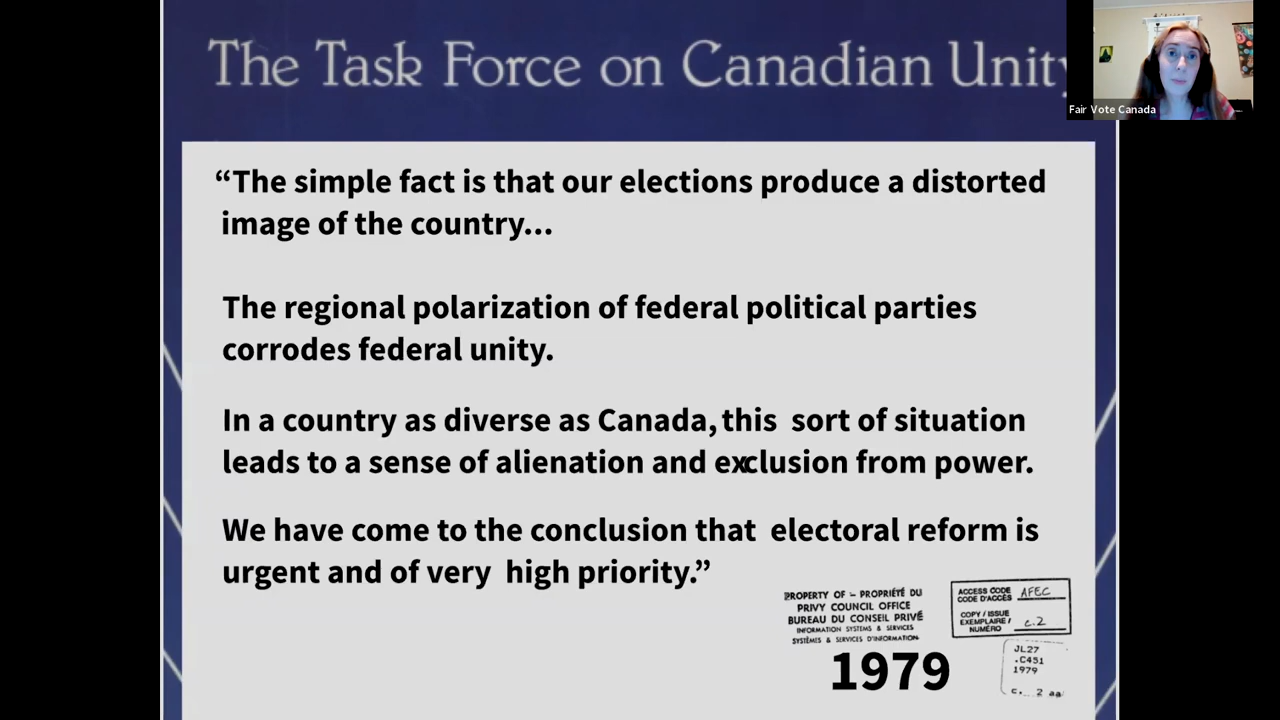 The Task Force on Canadian Unity
Fair Vote Canada
“The simple fact is that our elections produce a distorted
image of the country...
The regional polarization of federal political parties
corrodes federal unity.
In a country as diverse as Canada, this sort of situation
leads to a sense of alienation and exclusion from power.
We have come to the conclusion that electoral reform is
urgent and of very high priority.”
PROPERTY OF - PROPRIÉTÉ DU
PRIVY COUNCIL OFFICE
BUREAU DU CONSEIL PRIVÉ
INFORMATION SYSTEMS & SERVICES
SYSTÈMES & SERVICES D'INFORMATION
ACCESS CODE
CODE D'ACCÈS AFEC
COPY / ISSUE
EXEMPLAIRE /
NUMÉRO c.2
1979
JL27
.C451
1979
c. 2 aa